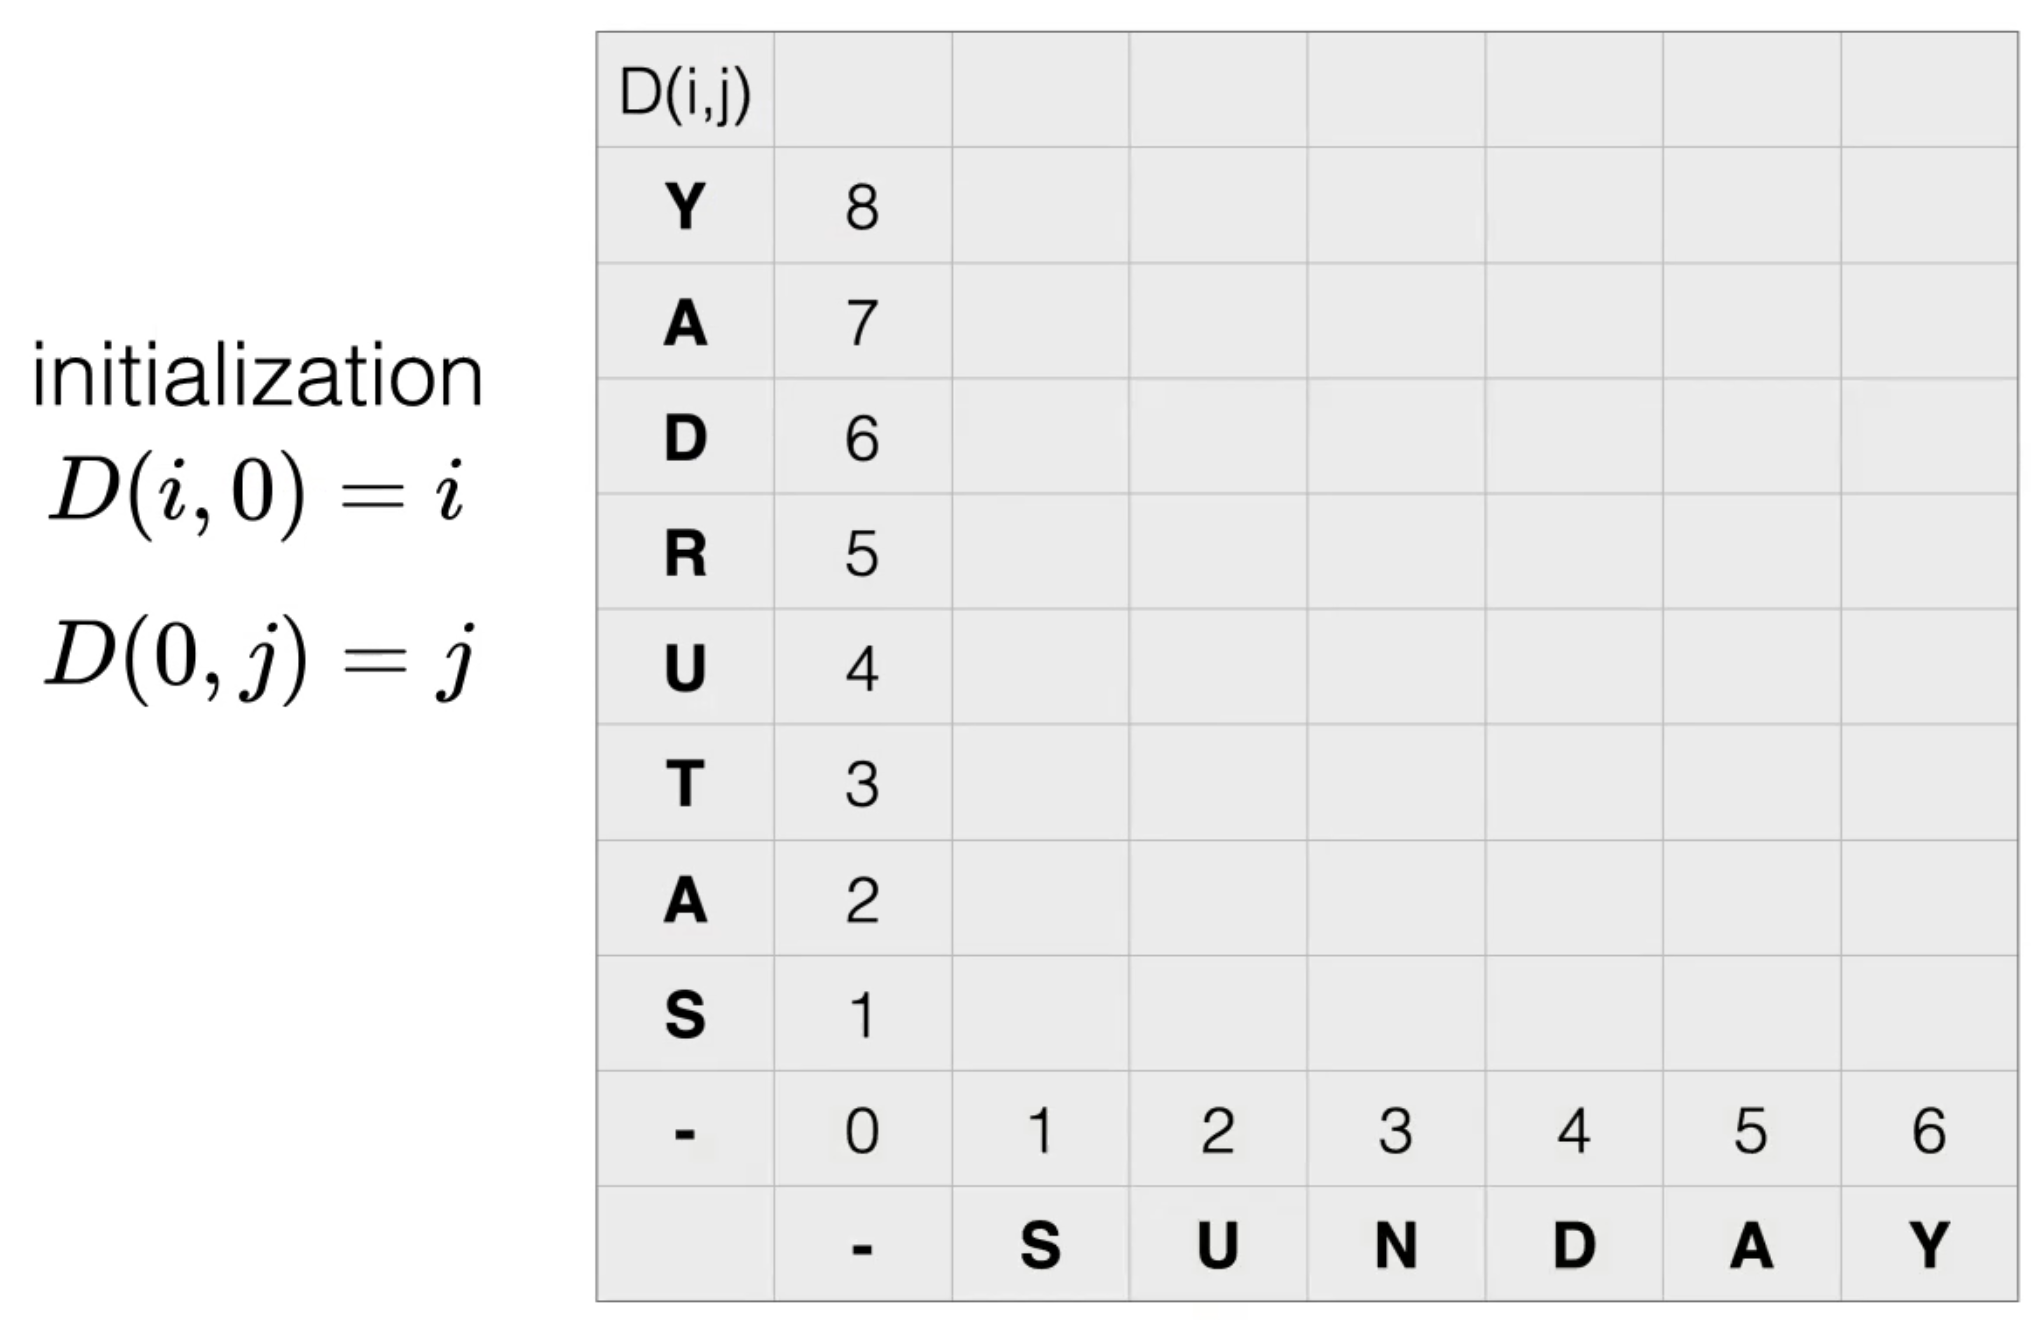 initialization
D(i, 0) = i
D(0, j) = j
D(i,j)
Y 8
A 7
D 6
R 5
U 4
T 3
A 2
S 1
- 0 1 2 3 4 5 6
- S U N D A Y